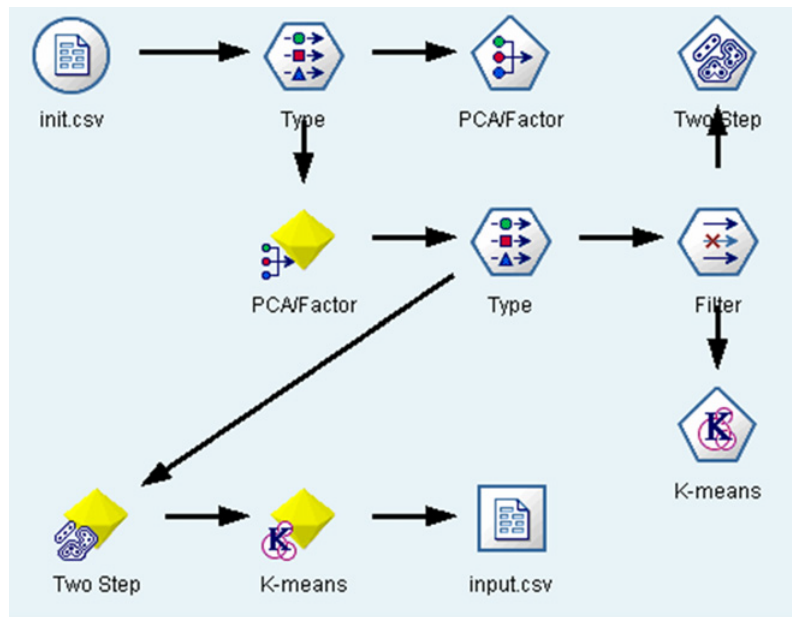 init.csv
Type
PCA/Factor
Two Step
PCA/Factor
Type
Filter
K
K-means
K
Two Step
K-means
input.csv